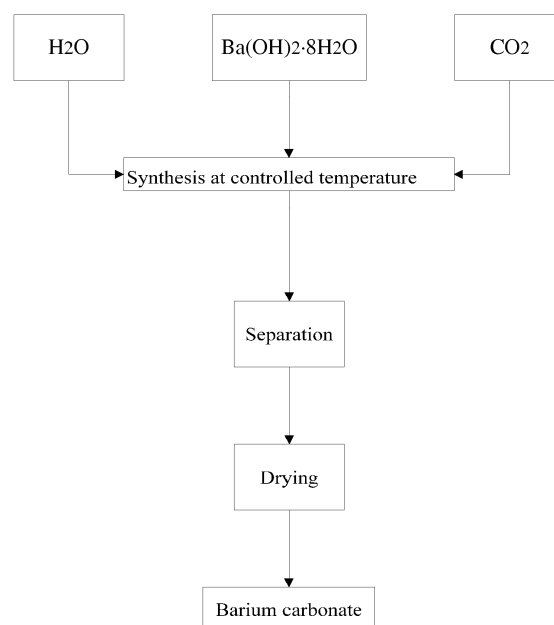 H2O
Ba(OH)2·8H2O
CO2
Synthesis at controlled temperature
Separation
Drying
Barium carbonate